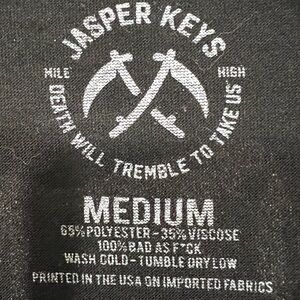 JASPER KEYS
MILE HIGH
DEATH WILL TREMBLE TO TAKE US
MEDIUM
65% POLYESTER - 35% VISCOSE
100% BAD AS F*CK
WASH COLD - TUMBLE DRY LOW
PRINTED IN THE USA ON IMPORTED FABRICS